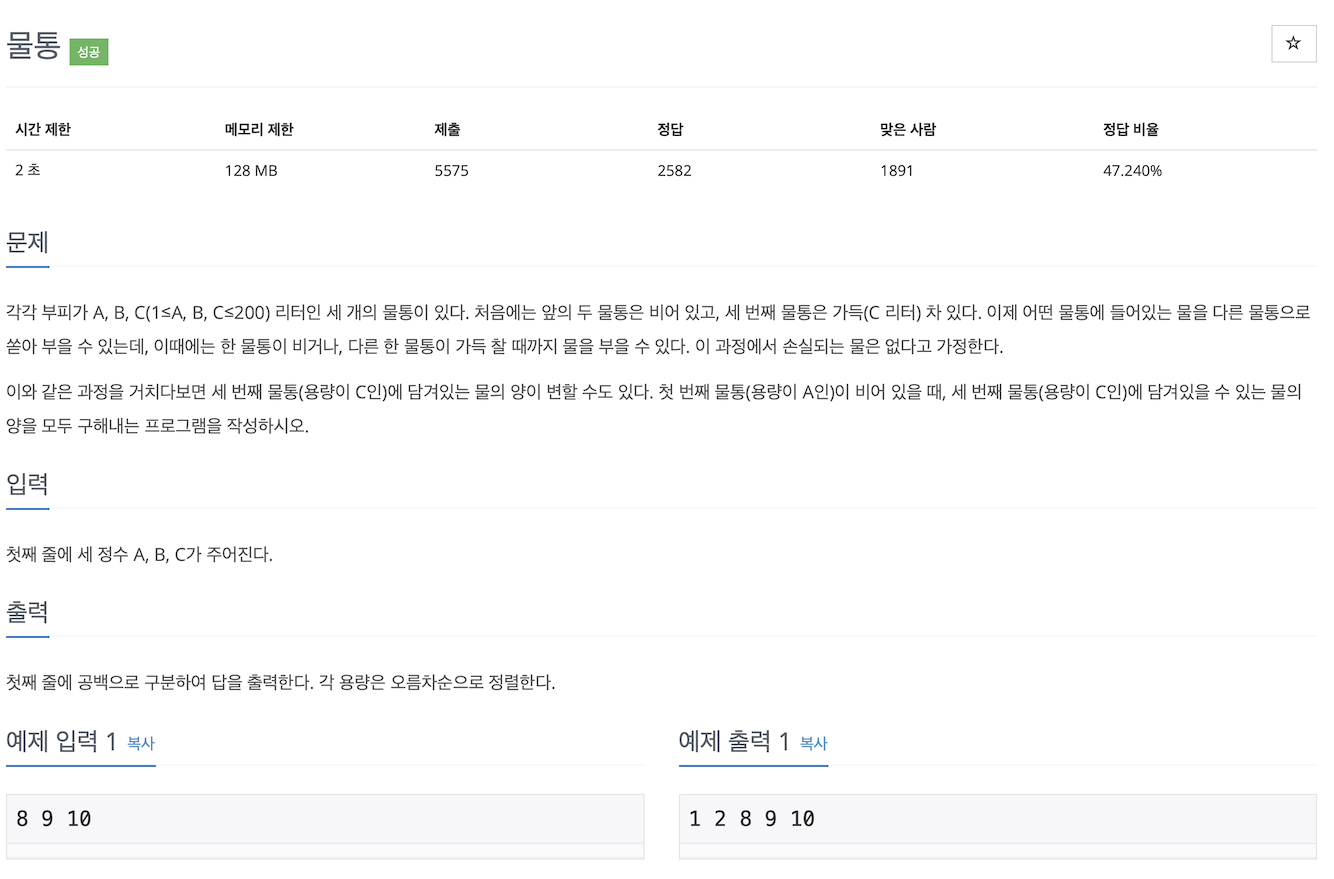 물통 성공
☆
시간 제한 메모리 제한 제출 정답 맞은 사람 정답 비율
2 초 128 MB 5575 2582 1891 47.240%
문제
각각 부피가 A, B, C(1≤A, B, C≤200) 리터인 세 개의 물통이 있다. 처음에는 앞의 두 물통은 비어 있고, 세 번째 물통은 가득(C 리터) 차 있다. 이제 어떤 물통에 들어있는 물을 다른 물통으로
쏟아 부을 수 있는데, 이때에는 한 물통이 비거나, 다른 한 물통이 가득 찰 때까지 물을 부을 수 있다. 이 과정에서 손실되는 물은 없다고 가정한다.
이와 같은 과정을 거치다보면 세 번째 물통(용량이 C인)에 담겨있는 물의 양이 변할 수도 있다. 첫 번째 물통(용량이 A인)이 비어 있을 때, 세 번째 물통(용량이 C인)에 담겨있을 수 있는 물의
양을 모두 구해내는 프로그램을 작성하시오.
입력
첫째 줄에 세 정수 A, B, C가 주어진다.
출력
첫째 줄에 공백으로 구분하여 답을 출력한다. 각 용량은 오름차순으로 정렬한다.
예제 입력 1 복사
8 9 10
예제 출력 1 복사
1 2 8 9 10